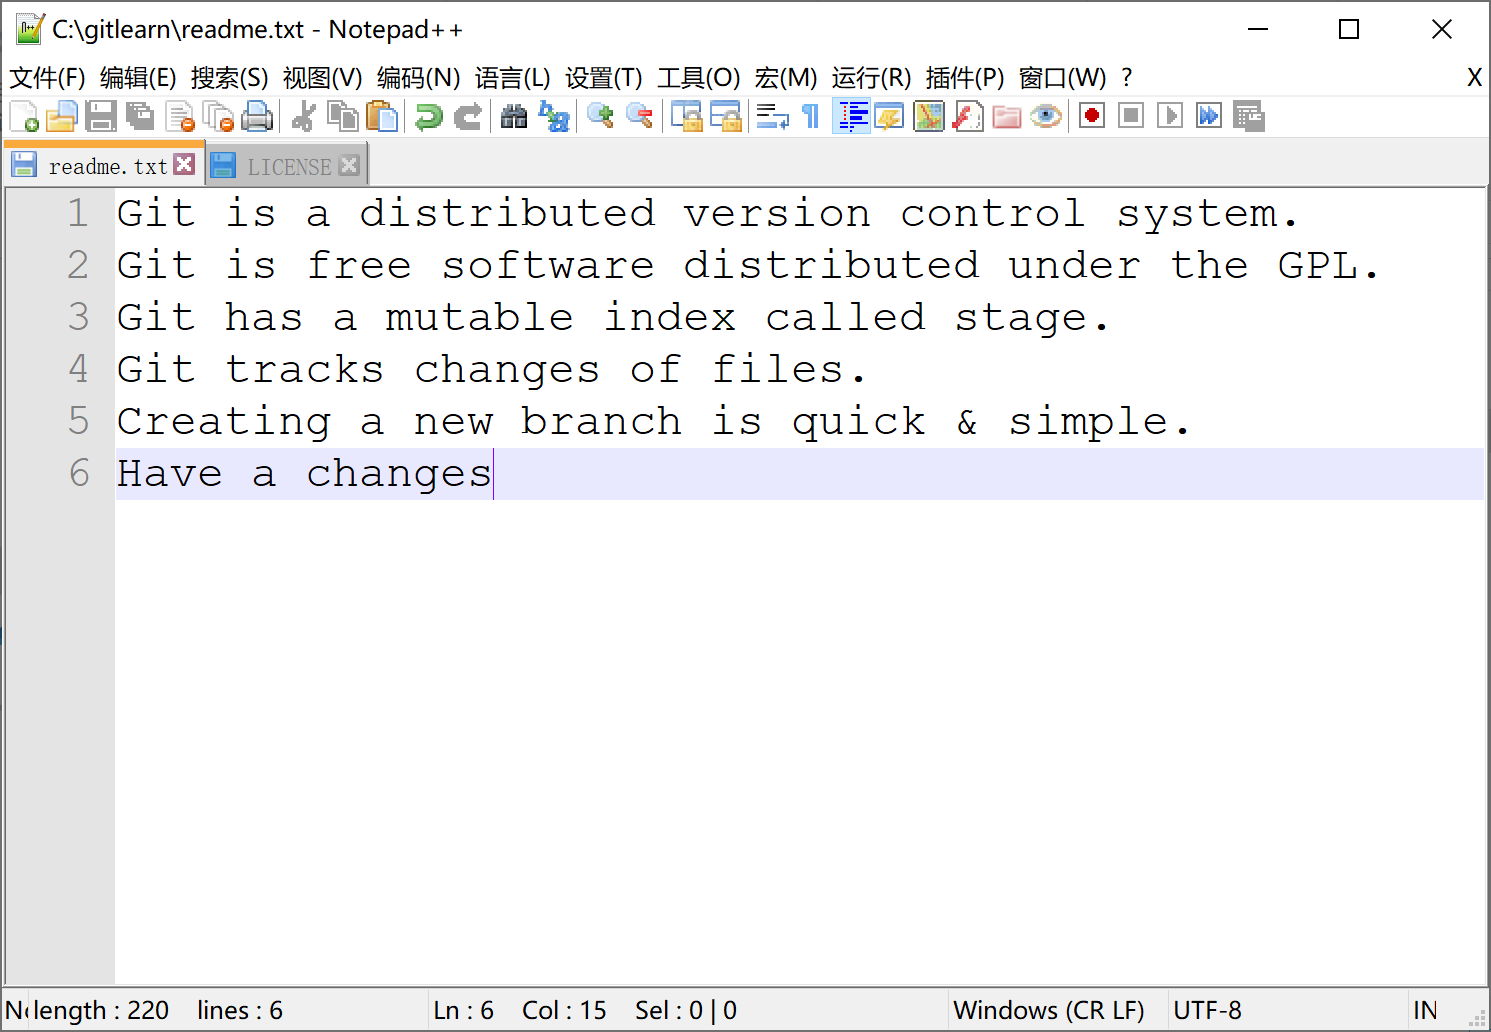 C:\gitlearn\readme.txt - Notepad++
文件(F) 编辑(E) 搜索(S) 视图(V) 编码(N) 语言(L) 设置(T) 工具(O) 宏(M) 运行(R) 插件(P) 窗口(W) ? X
readme.txt LICENSE
1 Git is a distributed version control system.
2 Git is free software distributed under the GPL.
3 Git has a mutable index called stage.
4 Git tracks changes of files.
5 Creating a new branch is quick & simple.
6 Have a changes
length : 220 lines : 6 Ln : 6 Col : 15 Sel : 0 | 0 Windows (CR LF) UTF-8 IN